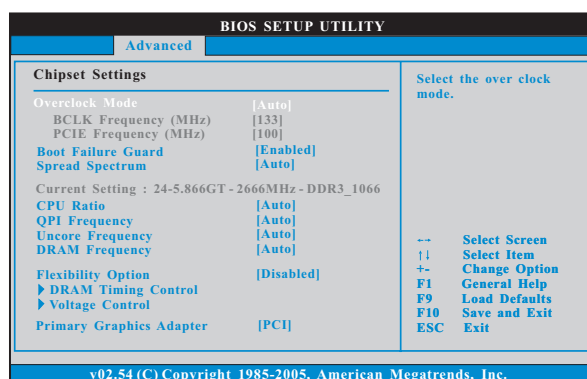 BIOS SETUP UTILITY
Advanced
Chipset Settings
Overclock Mode [Auto]
BCLK Frequency (MHz) [133]
PCIE Frequency (MHz) [100]
Boot Failure Guard [Enabled]
Spread Spectrum [Auto]
Current Setting : 24-5.866GT - 2666MHz - DDR3_1066
CPU Ratio [Auto]
QPI Frequency [Auto]
Uncore Frequency [Auto]
DRAM Frequency [Auto]
Flexibility Option [Disabled]
DRAM Timing Control
Voltage Control
Primary Graphics Adapter [PCI]
Select the over clock
mode.
←→ Select Screen
↑↓ Select Item
+- Change Option
F1 General Help
F9 Load Defaults
F10 Save and Exit
ESC Exit
v02.54 (C) Copyright 1985-2005, American Megatrends, Inc.